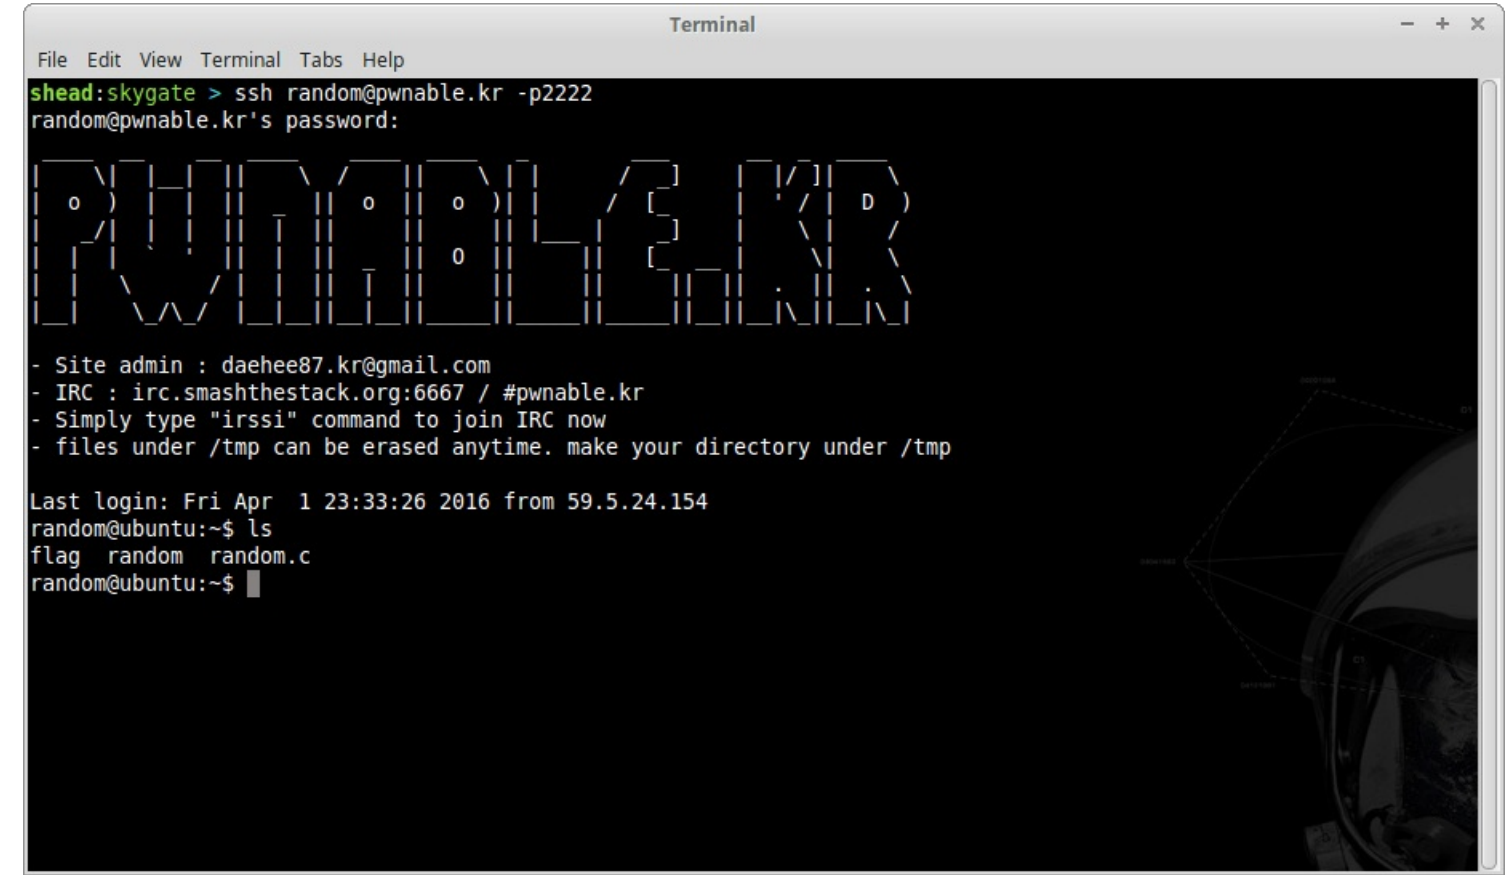 Terminal
File Edit View Terminal Tabs Help
shead:skygate > ssh random@pwnable.kr -p2222
random@pwnable.kr's password:
PWNABLE.KR
- Site admin : daehee87.kr@gmail.com
- IRC : irc.smashthestack.org:6667 / #pwnable.kr
- Simply type "irssi" command to join IRC now
- files under /tmp can be erased anytime. make your directory under /tmp
Last login: Fri Apr  1 23:33:26 2016 from 59.5.24.154
random@ubuntu:~$ ls
flag  random  random.c
random@ubuntu:~$